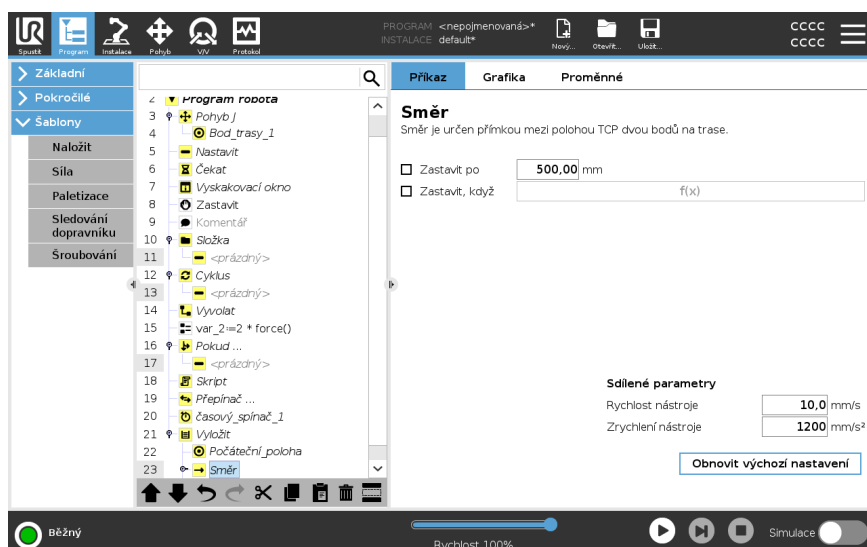 PROGRAM <nepojmenovaná>*
INSTALACE default*
Spustit
Program
Instalace
Pohyb
V/V
Protokol
Nový...
Otevřít...
Uložit...
CCCC
CCCC
Základní
Pokročilé
Šablony
Naložit
Síla
Paletizace
Sledování
dopravníku
Šroubování
2 Program robota
3 Pohyb J
4 Bod_trasy_1
5 Nastavit
6 Čekat
7 Vyskakovací okno
8 Zastavit
9 Komentář
10 Složka
11 <prázdný>
12 Cyklus
13 <prázdný>
14 Vyvolat
15 var_2:=2 * force()
16 Pokud ...
17 <prázdný>
18 Skript
19 Přepínač ...
20 časový_spínač_1
21 Vyložit
22 Počáteční_poloha
23 Směr
Příkaz
Grafika
Proměnné
Směr
Směr je určen přímkou mezi polohou TCP dvou bodů na trase.
Zastavit po 500,00 mm
Zastavit, když f(x)
Sdílené parametry
Rychlost nástroje 10,0 mm/s
Zrychlení nástroje 1200 mm/s²
Obnovit výchozí nastavení
Běžný
Rychlost 100%
Simulace